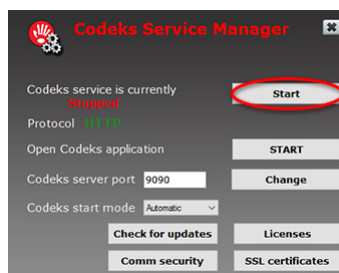 Codeks Service Manager
Codeks service is currently
Stopped
Start
Protocol HTTP
Open Codeks application START
Codeks server port 9090 Change
Codeks start mode Automatic
Check for updates Licenses
Comm security SSL certificates